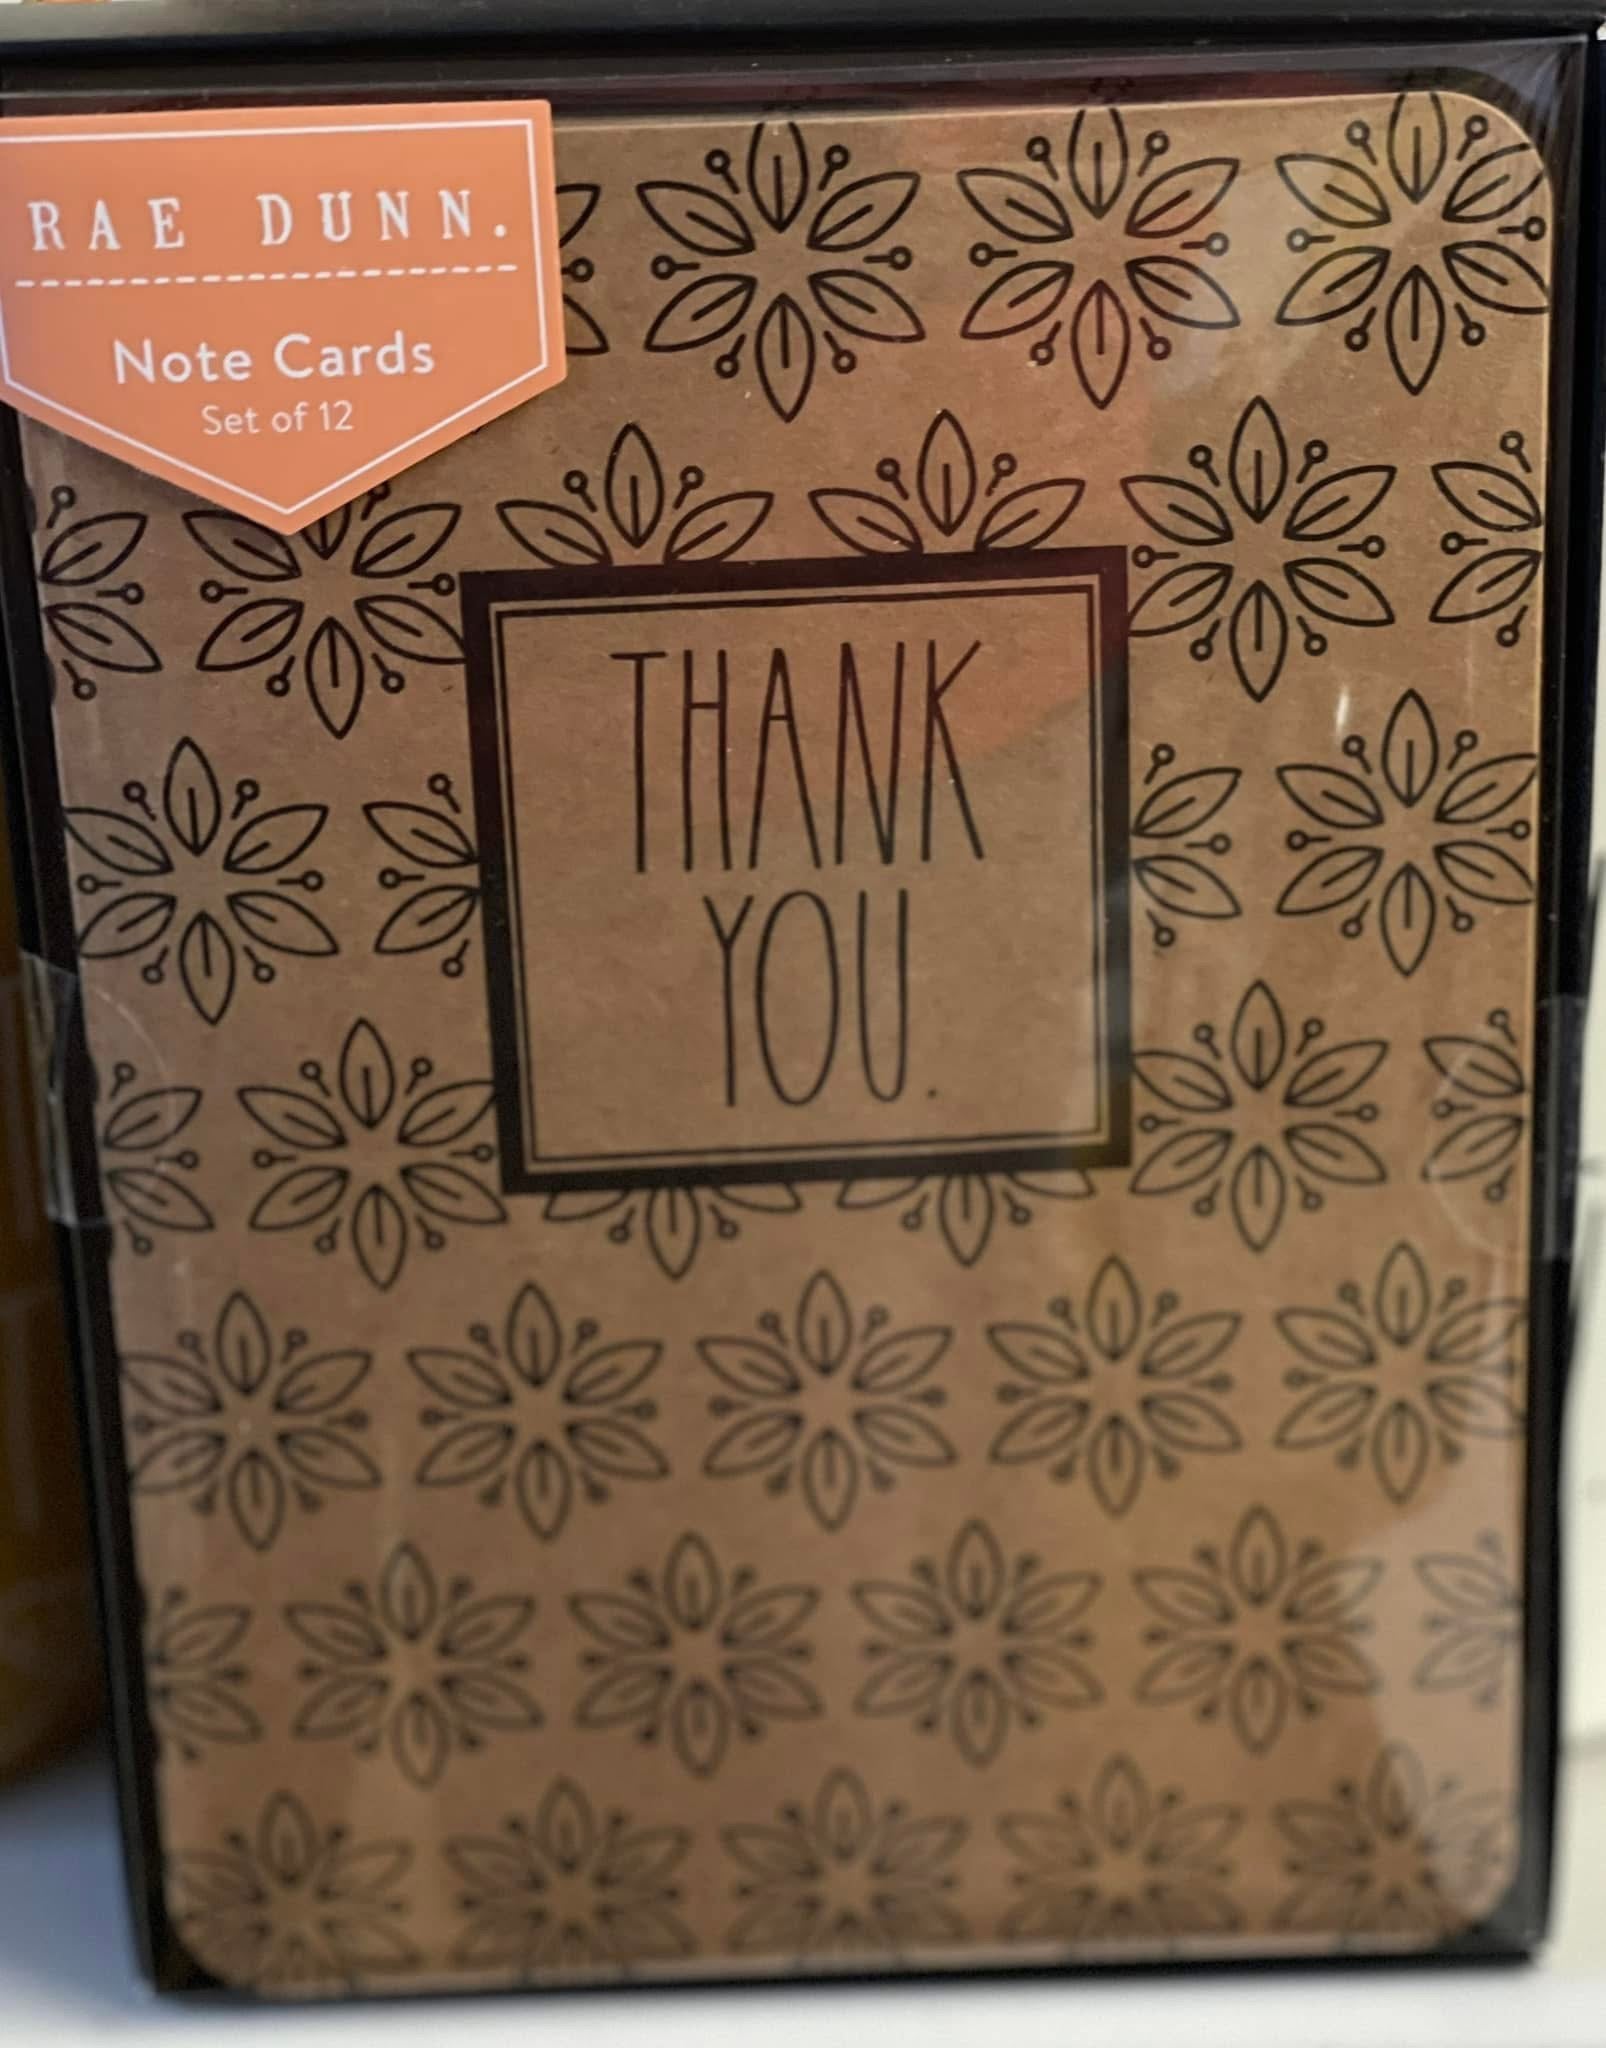 RAE DUNN.
Note Cards
Set of 12
THANK
YOU.